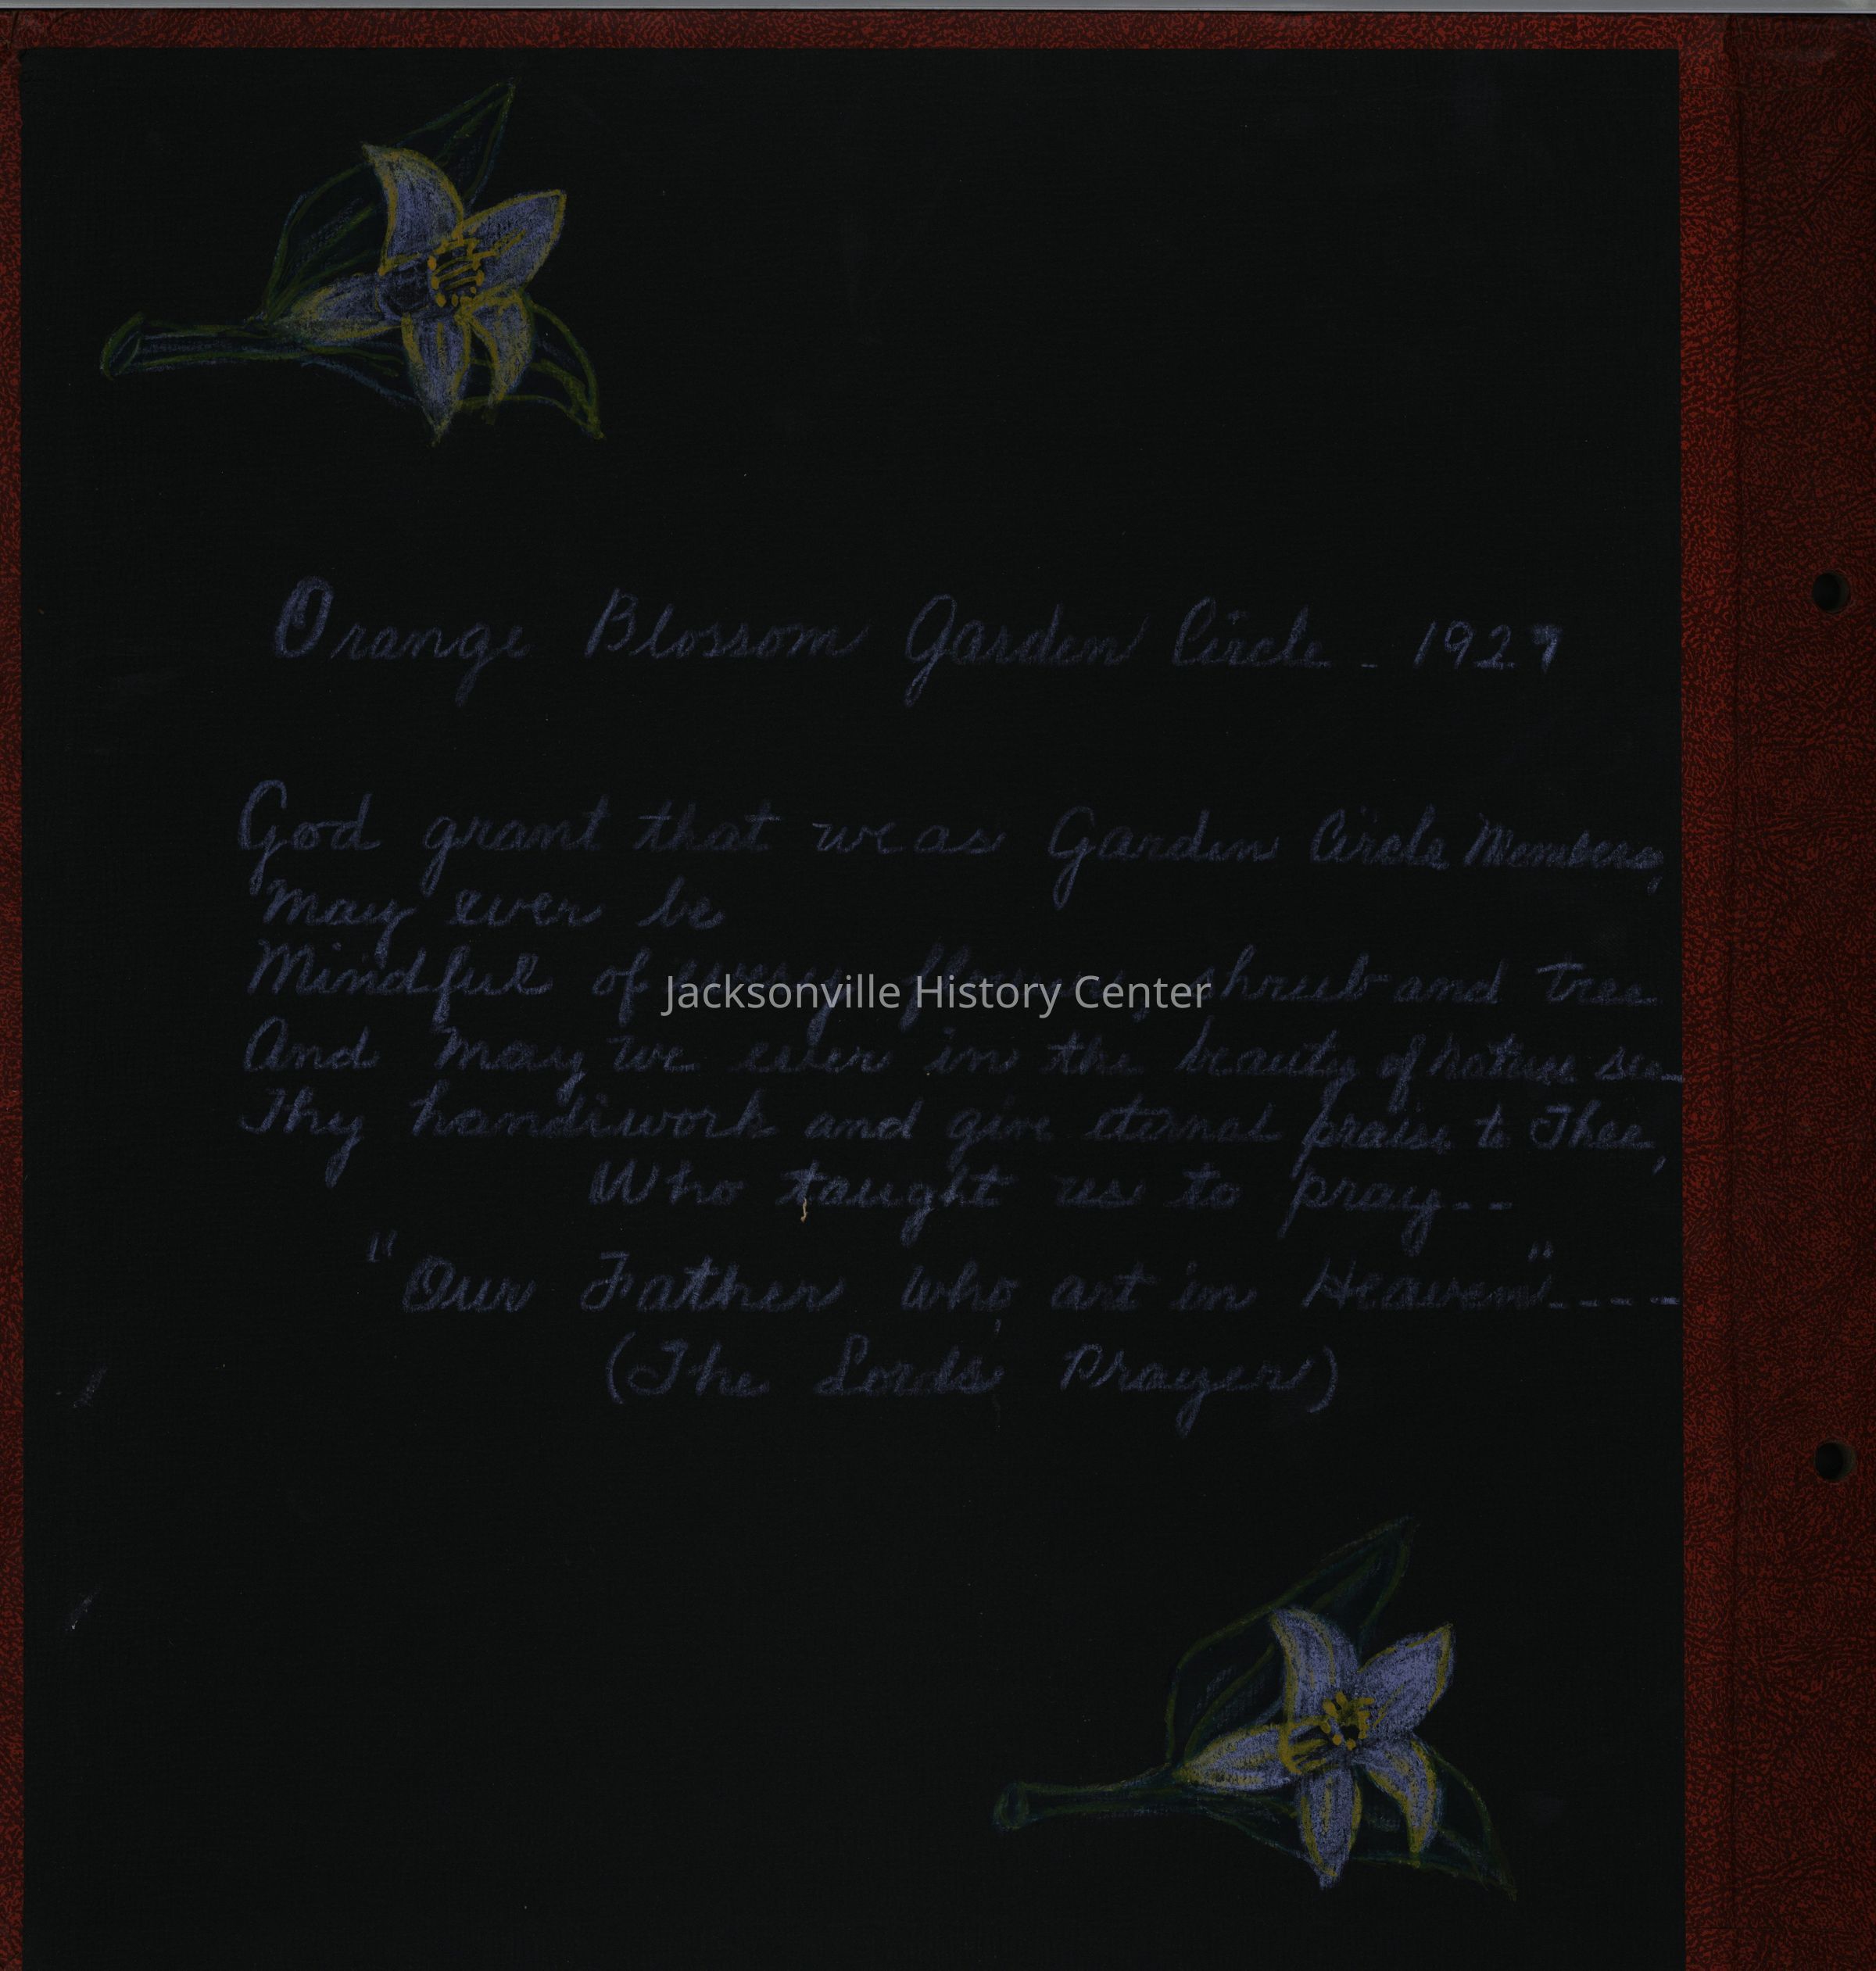 Orange Blossom Garden Circle - 1927
God grant that we as Garden Circle Members,
May ever be
Mindful of every flower, shrub and tree
And may we ever in the beauty of nature see
Thy handiwork and give eternal praise to Thee,
Who taught us to pray--
"Our Father who art in Heaven"----
(The Lord's Prayer)
Jacksonville History Center